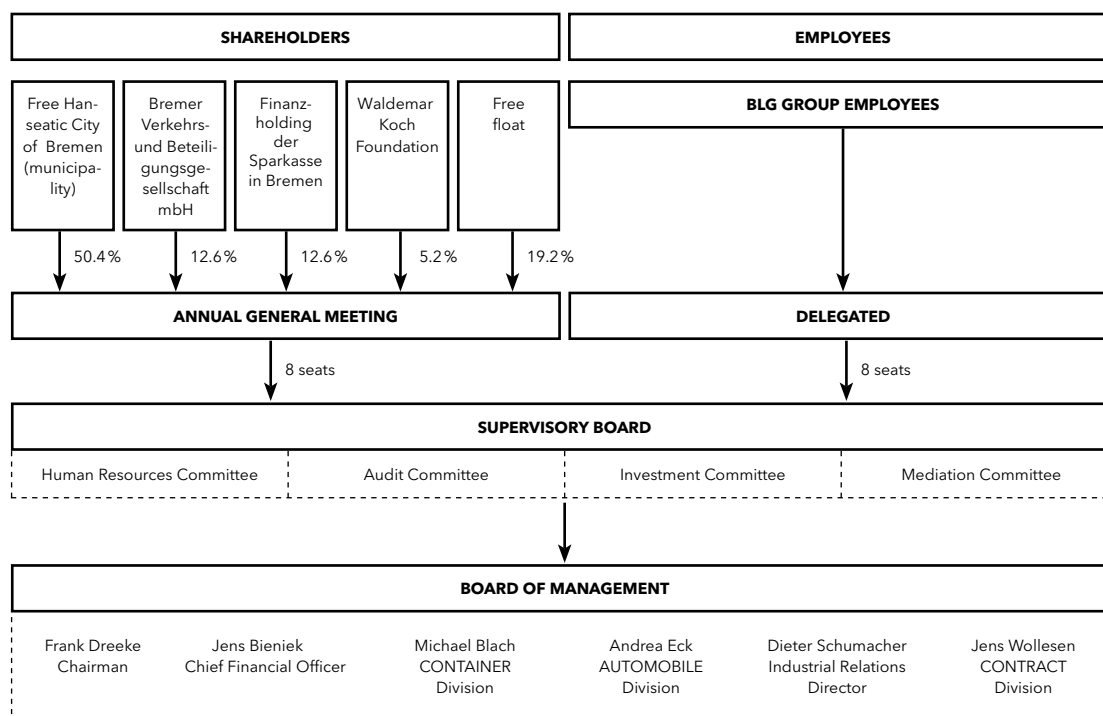 SHAREHOLDERS
EMPLOYEES
Free Han-
seatic City
of Bremen
(municipa-
lity)
Bremer
Verkehrs-
und Beteili-
gungsge-
sellschaft
mbH
Finanz-
holding
der
Sparkasse
in Bremen
Waldemar
Koch
Foundation
Free
float
BLG GROUP EMPLOYEES
50.4 %
12.6 %
12.6 %
5.2 %
19.2 %
ANNUAL GENERAL MEETING
DELEGATED
8 seats
8 seats
SUPERVISORY BOARD
Human Resources Committee
Audit Committee
Investment Committee
Mediation Committee
BOARD OF MANAGEMENT
Frank Dreeke
Chairman
Jens Bieniek
Chief Financial Officer
Michael Blach
CONTAINER
Division
Andrea Eck
AUTOMOBILE
Division
Dieter Schumacher
Industrial Relations
Director
Jens Wollesen
CONTRACT
Division